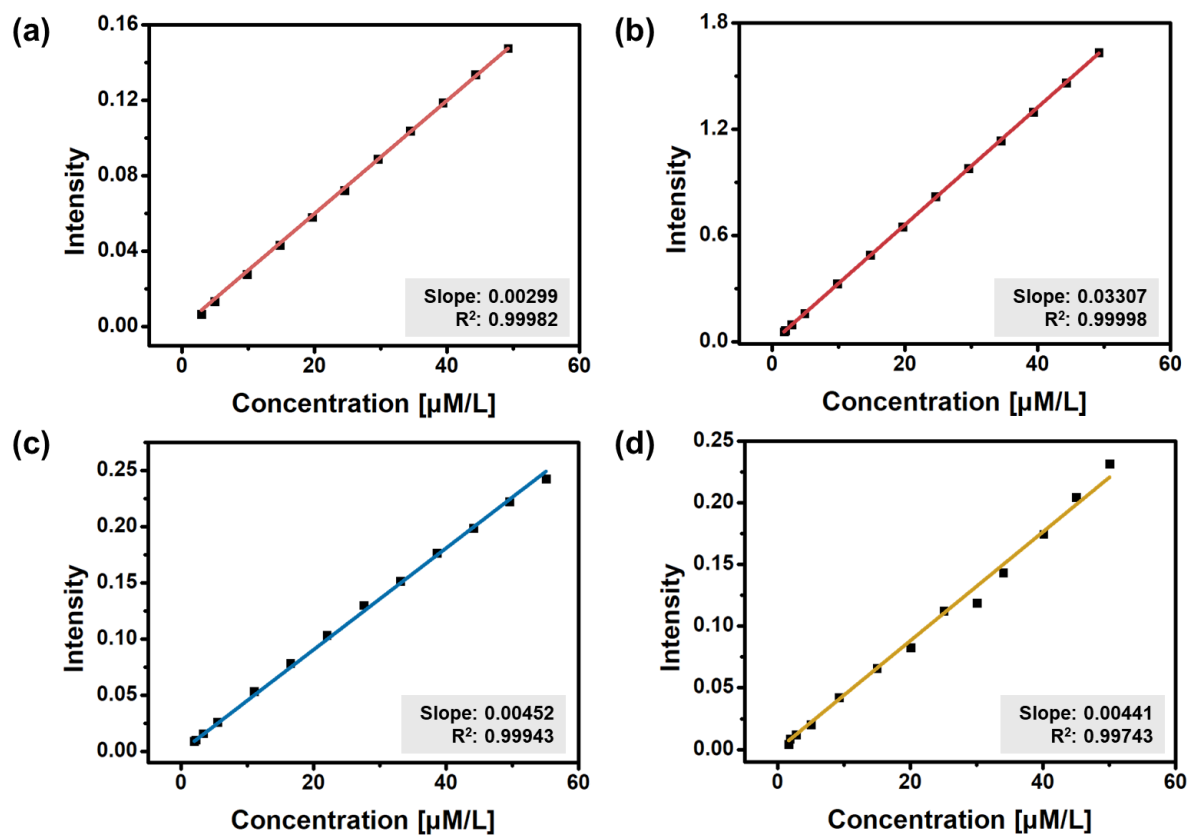 (a)
0.16
0.12
0.08
0.04
0.00
Intensity
Slope: 0.00299
R²: 0.99982
0 20 40 60
Concentration [µM/L]
(b)
1.8
1.2
0.6
0.0
Intensity
Slope: 0.03307
R²: 0.99998
0 20 40 60
Concentration [µM/L]
(c)
0.25
0.20
0.15
0.10
0.05
0.00
Intensity
Slope: 0.00452
R²: 0.99943
0 20 40 60
Concentration [µM/L]
(d)
0.25
0.20
0.15
0.10
0.05
0.00
Intensity
Slope: 0.00441
R²: 0.99743
0 20 40 60
Concentration [µM/L]